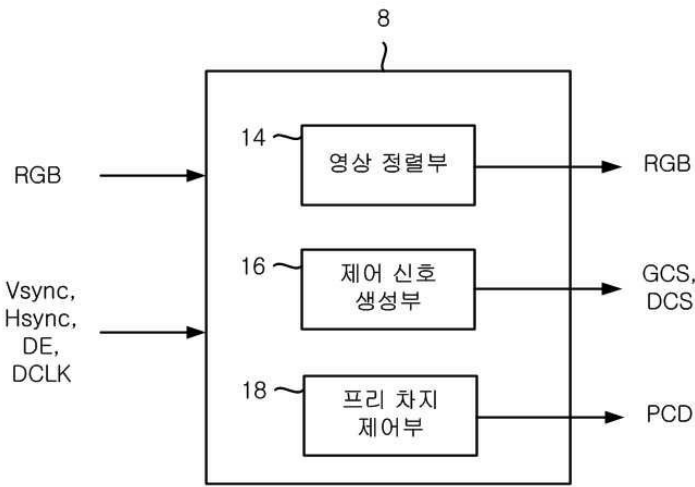 8
14
영상 정렬부
RGB
RGB
16
제어 신호
생성부
GCS,
DCS
Vsync,
Hsync,
DE,
DCLK
18
프리 차지
제어부
PCD